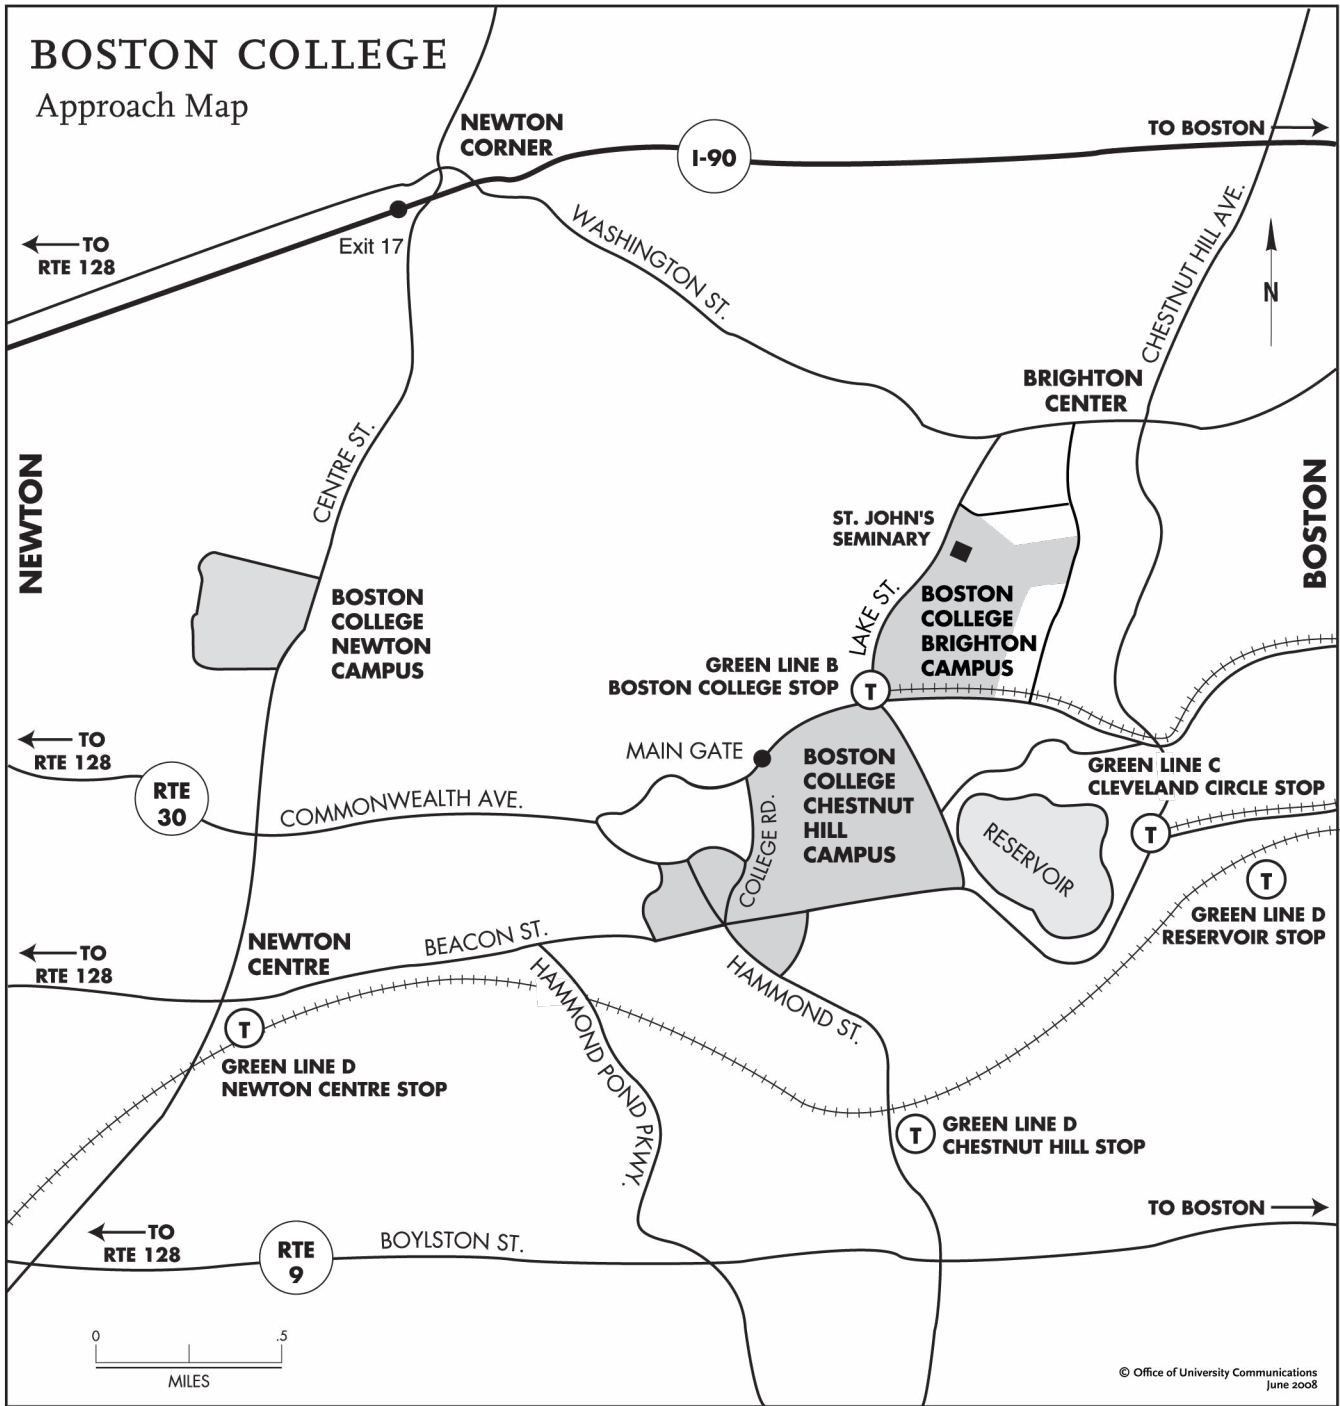 BOSTON COLLEGE
Approach Map
NEWTON
CORNER
I-90
TO BOSTON
TO
RTE 128
Exit 17
WASHINGTON ST.
CHESTNUT HILL AVE.
N
BRIGHTON
CENTER
CENTRE ST.
NEWTON
BOSTON
ST. JOHN'S
SEMINARY
BOSTON
COLLEGE
NEWTON
CAMPUS
LAKE ST.
BOSTON
COLLEGE
BRIGHTON
CAMPUS
GREEN LINE B
BOSTON COLLEGE STOP
T
TO
RTE 128
MAIN GATE
BOSTON
COLLEGE
CHESTNUT
HILL
CAMPUS
GREEN LINE C
CLEVELAND CIRCLE STOP
T
RTE
30
COMMONWEALTH AVE.
COLLEGE RD.
RESERVOIR
T
GREEN LINE D
RESERVOIR STOP
TO
RTE 128
NEWTON
CENTRE
BEACON ST.
HAMMOND ST.
HAMMOND POND PKWY.
T
GREEN LINE D
NEWTON CENTRE STOP
T
GREEN LINE D
CHESTNUT HILL STOP
TO BOSTON
TO
RTE 128
RTE
9
BOYLSTON ST.
0 .5
MILES
© Office of University Communications
June 2008